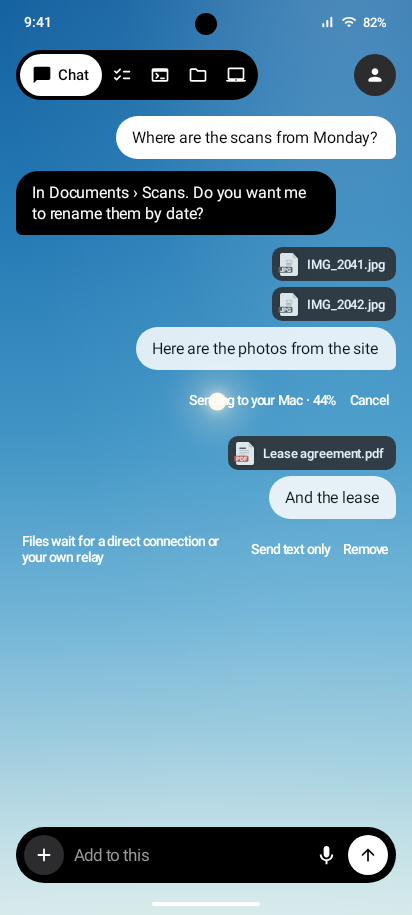 9:41
82%
Chat
Where are the scans from Monday?
In Documents › Scans. Do you want me
to rename them by date?
JPG
IMG_2041.jpg
JPG
IMG_2042.jpg
Here are the photos from the site
to your Mac · 44%
Cancel
PDF
Lease agreement.pdf
And the lease
Files wait for a direct connection or
your own relay
Send text only
Remove
Add to this